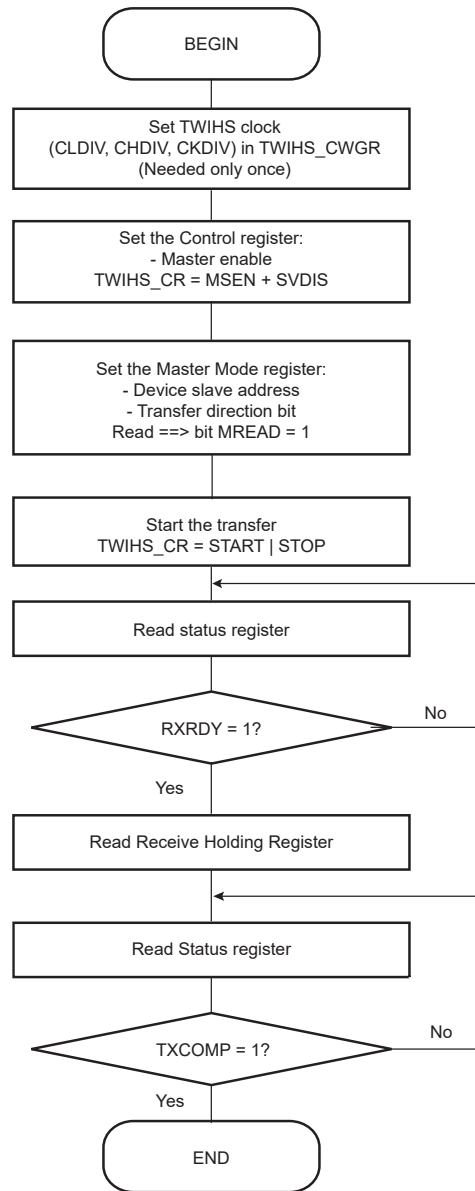 BEGIN
Set TWIHS clock
(CLDIV, CHDIV, CKDIV) in TWIHS_CWGR
(Needed only once)
Set the Control register:
- Master enable
TWIHS_CR = MSEN + SVDIS
Set the Master Mode register:
- Device slave address
- Transfer direction bit
Read ==> bit MREAD = 1
Start the transfer
TWIHS_CR = START | STOP
Read status register
RXRDY = 1?
No
Yes
Read Receive Holding Register
Read Status register
TXCOMP = 1?
No
Yes
END